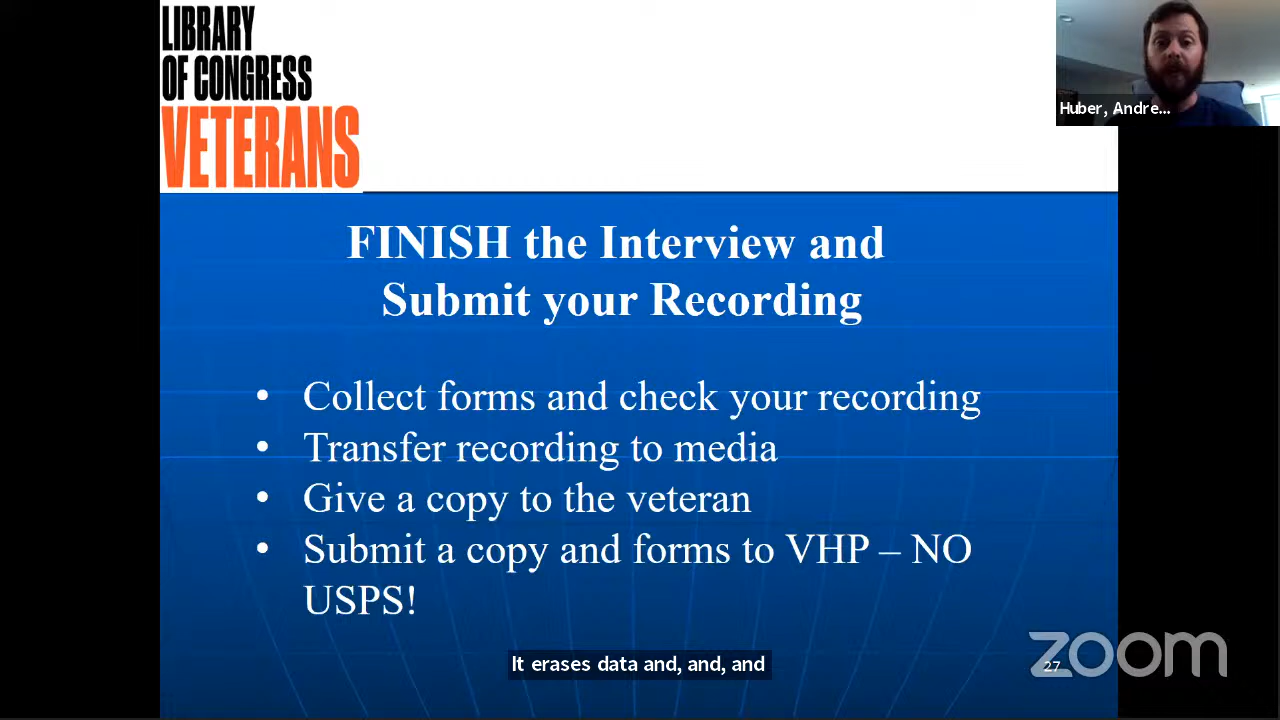 LIBRARY
OF CONGRESS
VETERANS
Huber, Andre...
FINISH the Interview and
Submit your Recording
• Collect forms and check your recording
• Transfer recording to media
• Give a copy to the veteran
• Submit a copy and forms to VHP – NO
USPS!
It erases data and, and, and
zoom
27